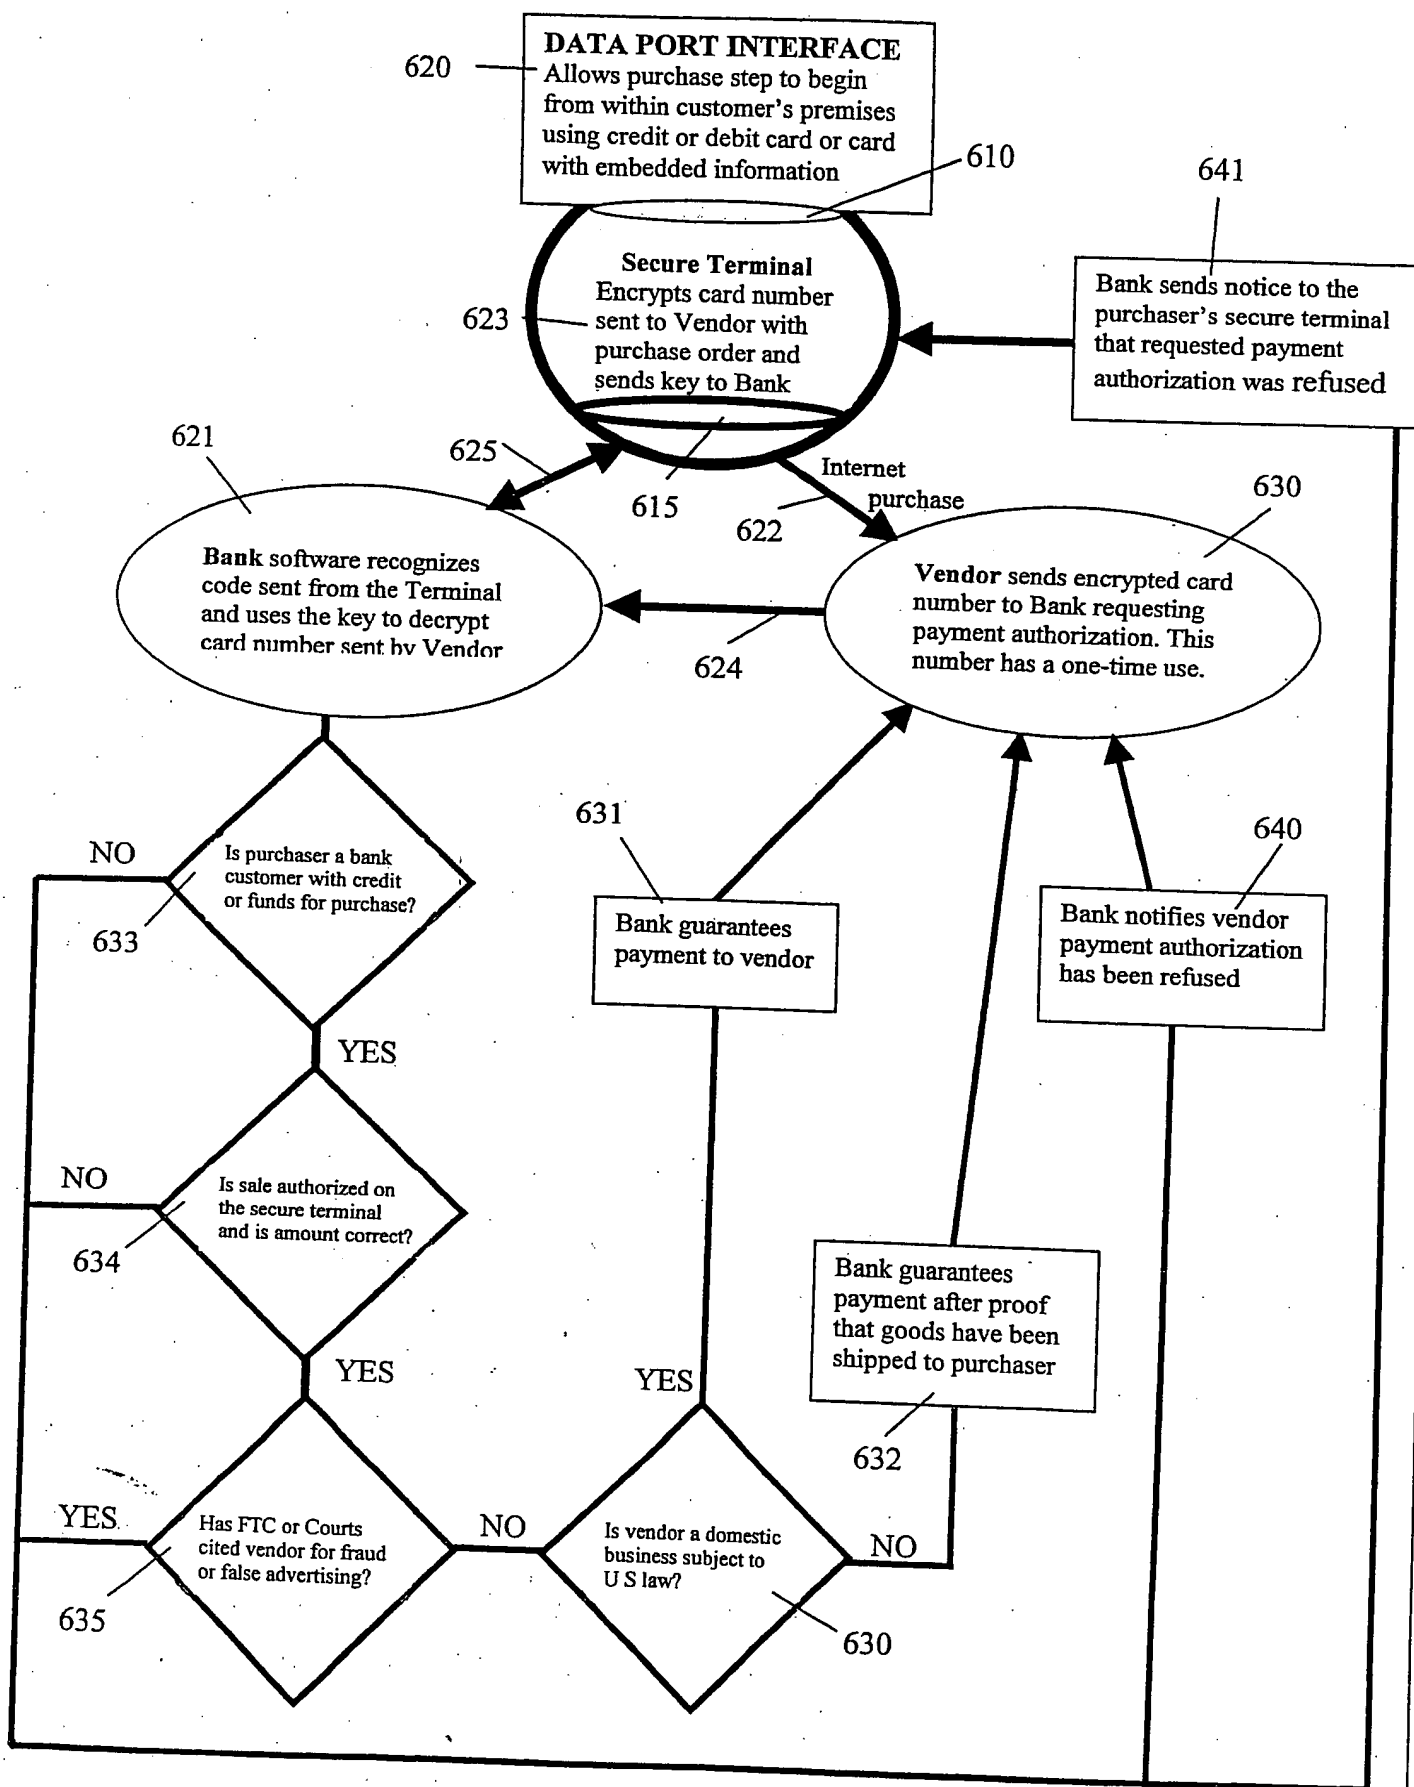 DATA PORT INTERFACE
Allows purchase step to begin
from within customer's premises
using credit or debit card or card
with embedded information
620
610
641
Secure Terminal
Encrypts card number
sent to Vendor with
purchase order and
sends key to Bank
623
Bank sends notice to the
purchaser's secure terminal
that requested payment
authorization was refused
621
625
615
Internet
purchase
622
630
Bank software recognizes
code sent from the Terminal
and uses the key to decrypt
card number sent by Vendor
624
Vendor sends encrypted card
number to Bank requesting
payment authorization. This
number has a one-time use.
NO
Is purchaser a bank
customer with credit
or funds for purchase?
633
631
Bank guarantees
payment to vendor
640
Bank notifies vendor
payment authorization
has been refused
YES
NO
Is sale authorized on
the secure terminal
and is amount correct?
634
YES
YES
Bank guarantees
payment after proof
that goods have been
shipped to purchaser
632
YES
Has FTC or Courts
cited vendor for fraud
or false advertising?
635
NO
Is vendor a domestic
business subject to
U S law?
NO
630